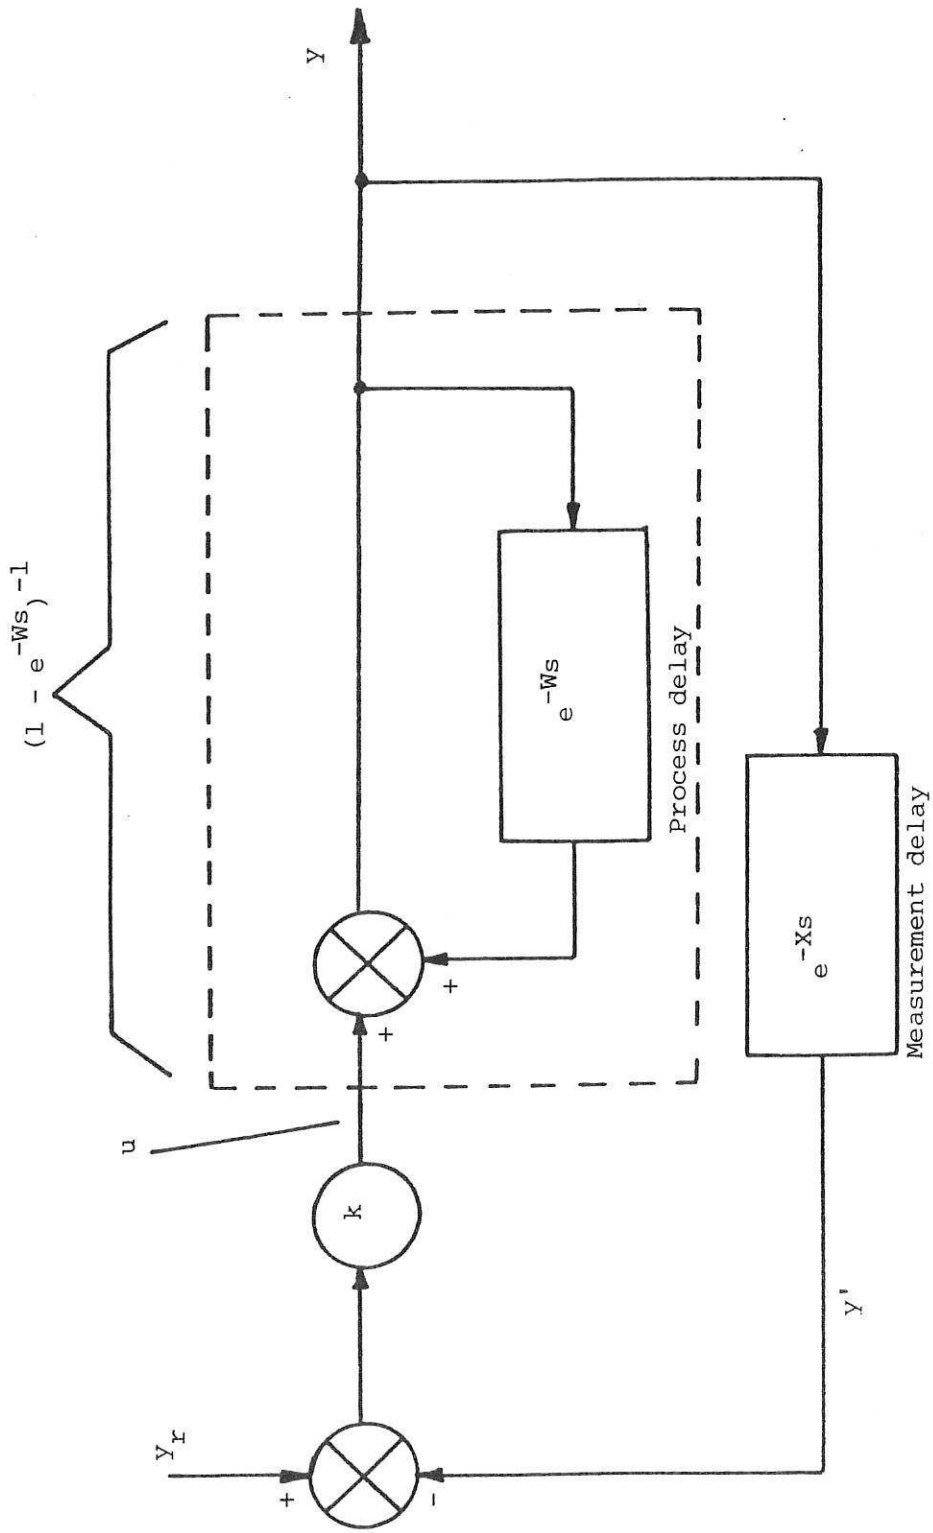 (1 - e^-Ws)^-1
y_r
+
-
k
u
+
+
e^-Ws
Process delay
y
e^-Xs
Measurement delay
y'